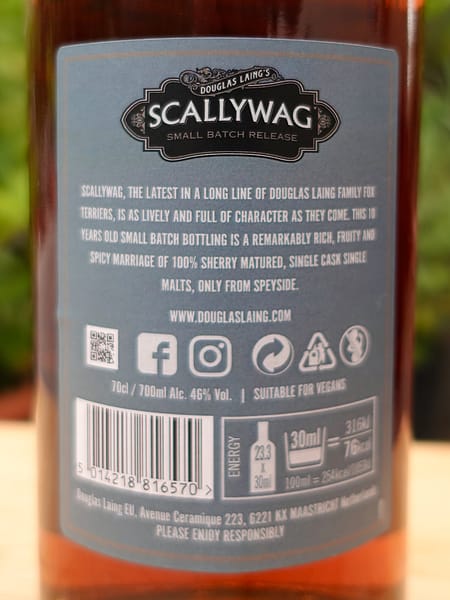 DOUGLAS LAING'S
SCALLYWAG
SMALL BATCH RELEASE
SCALLYWAG, THE LATEST IN A LONG LINE OF DOUGLAS LAING FAMILY FOX
TERRIERS, IS AS LIVELY AND FULL OF CHARACTER AS THEY COME. THIS 10
YEARS OLD SMALL BATCH BOTTLING IS A REMARKABLY RICH, FRUITY AND
SPICY MARRIAGE OF 100% SHERRY MATURED, SINGLE CASK SINGLE
MALTS, ONLY FROM SPEYSIDE.
WWW.DOUGLASLAING.COM
70cl / 700ml Alc. 46% Vol. | SUITABLE FOR VEGANS
ENERGY
23.3
X
30ml
30ml = 316kJ
76kcal
100ml = 254kcal/1053kJ
5 014218 816570 >
Douglas Laing EU, Avenue Ceramique 223, 6221 KX MAASTRICHT Netherlands
PLEASE ENJOY RESPONSIBLY